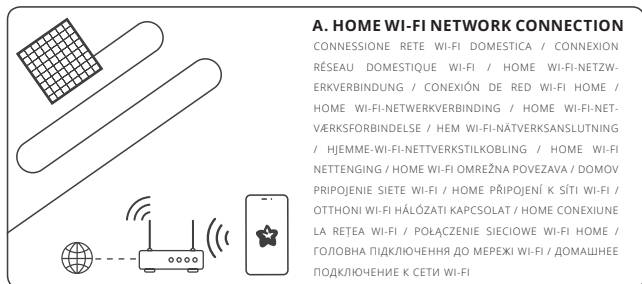 A. HOME WI-FI NETWORK CONNECTION
CONNESSIONE RETE WI-FI DOMESTICA / CONNEXION
RÉSEAU DOMESTIQUE WI-FI / HOME WI-FI-NETZW-
ERKVERBINDUNG / CONEXIÓN DE RED WI-FI HOME /
HOME WI-FI-NETWERKVERBINDING / HOME WI-FI-NET-
VÆRKSFORBINDELSE / HEM WI-FI-NÄTVERKSANSLUTNING
/ HJEMME-WI-FI-NETTVERKSTILKOBLING / HOME WI-FI
NETTENGING / HOME WI-FI OMREŽNA POVEZAVA / DOMOV
PRIPOJENIE SIETE WI-FI / HOME PŘIPOJENÍ K SÍTI WI-FI /
OTTHONI WI-FI HÁLÓZATI KAPCSOLAT / HOME CONEXIUNE
LA REȚEA WI-FI / POŁĄCZENIE SIECIOWE WI-FI HOME /
ГОЛОВНА ПІДКЛЮЧЕННЯ ДО МЕРЕЖІ WI-FI / ДОМАШНЕЕ
ПОДКЛЮЧЕНИЕ К СЕТИ WI-FI